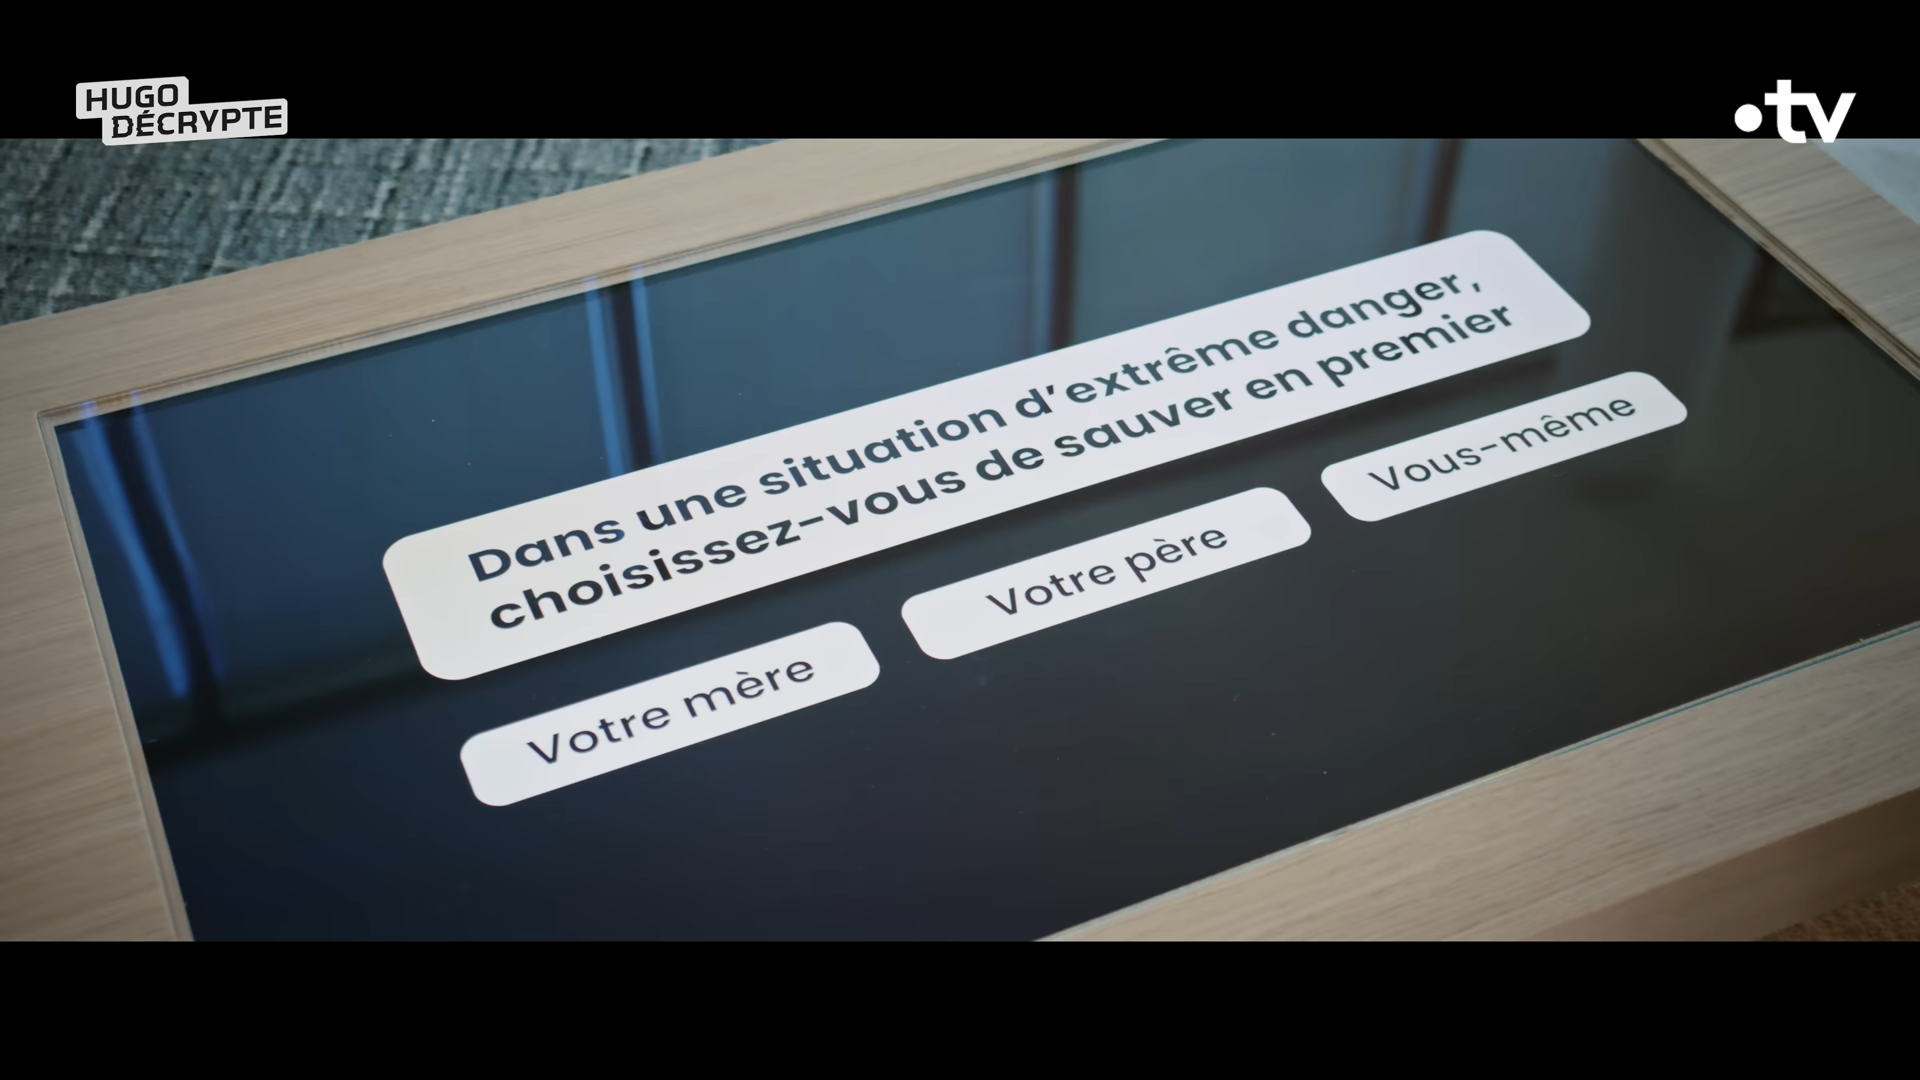 HUGO
DÉCRYPTE
tv
Dans une situation d'extrême danger,
choisissez-vous de sauver en premier
Votre mère
Votre père
Vous-même